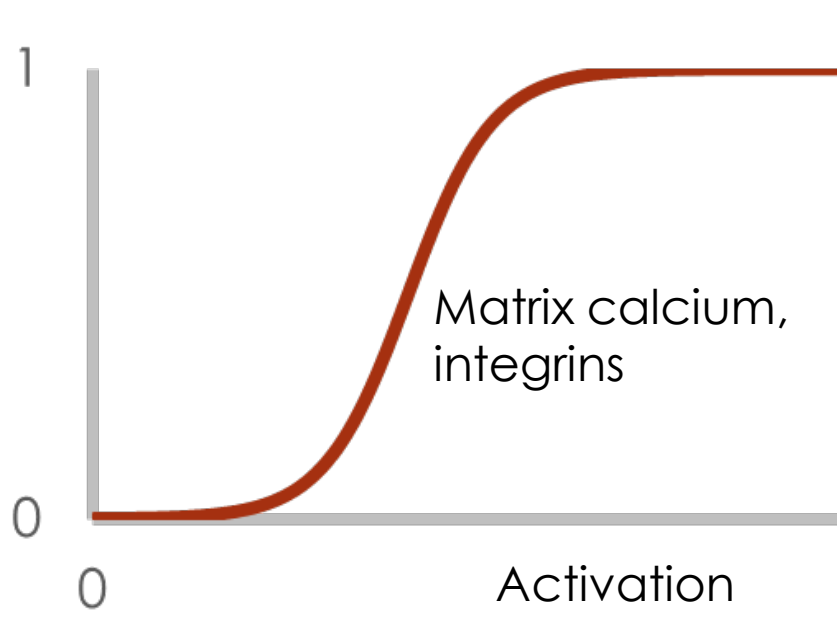 1
Matrix calcium,
integrins
0
0
Activation